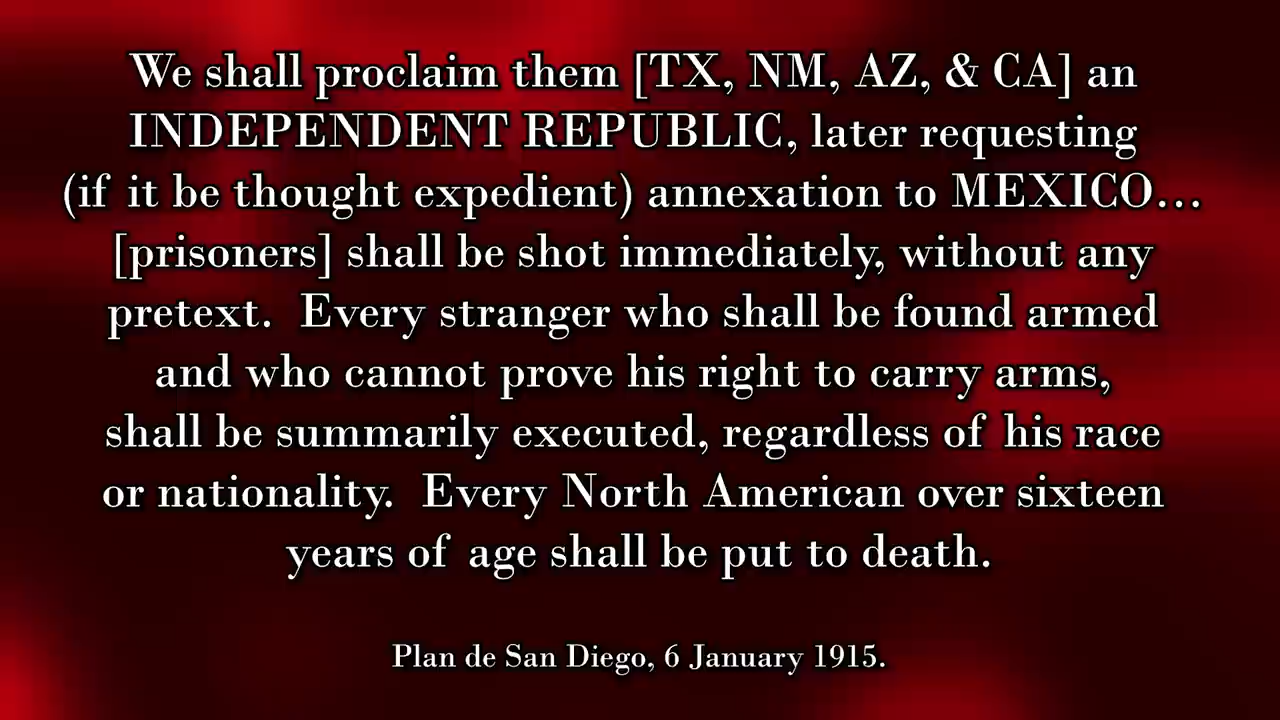 We shall proclaim them [TX, NM, AZ, & CA] an
INDEPENDENT REPUBLIC, later requesting
(if it be thought expedient) annexation to MEXICO...
[prisoners] shall be shot immediately, without any
pretext.  Every stranger who shall be found armed
and who cannot prove his right to carry arms,
shall be summarily executed, regardless of his race
or nationality.  Every North American over sixteen
years of age shall be put to death.
Plan de San Diego, 6 January 1915.